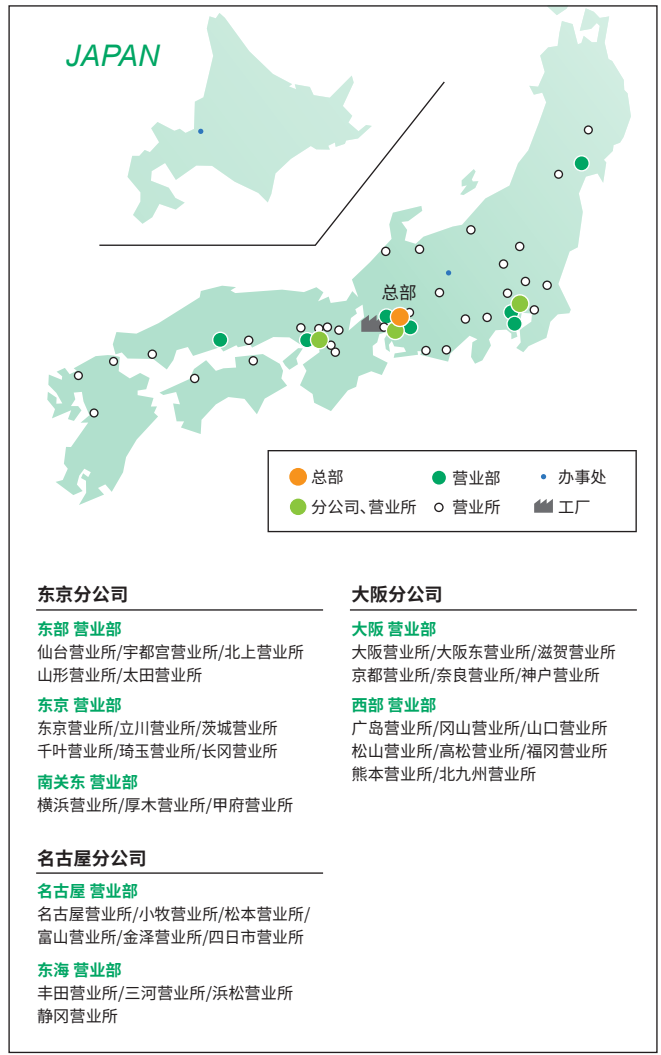 JAPAN
总部
总部
营业部
办事处
分公司、营业所
营业所
工厂
东京分公司
东部 营业部
仙台营业所/宇都宫营业所/北上营业所
山形营业所/太田营业所
东京 营业部
东京营业所/立川营业所/茨城营业所
千叶营业所/琦玉营业所/长冈营业所
南关东 营业部
横浜营业所/厚木营业所/甲府营业所
名古屋分公司
名古屋 营业部
名古屋营业所/小牧营业所/松本营业所/
富山营业所/金泽营业所/四日市营业所
东海 营业部
丰田营业所/三河营业所/浜松营业所
静冈营业所
大阪分公司
大阪 营业部
大阪营业所/大阪东营业所/滋贺营业所
京都营业所/奈良营业所/神户营业所
西部 营业部
广岛营业所/冈山营业所/山口营业所
松山营业所/高松营业所/福冈营业所
熊本营业所/北九州营业所